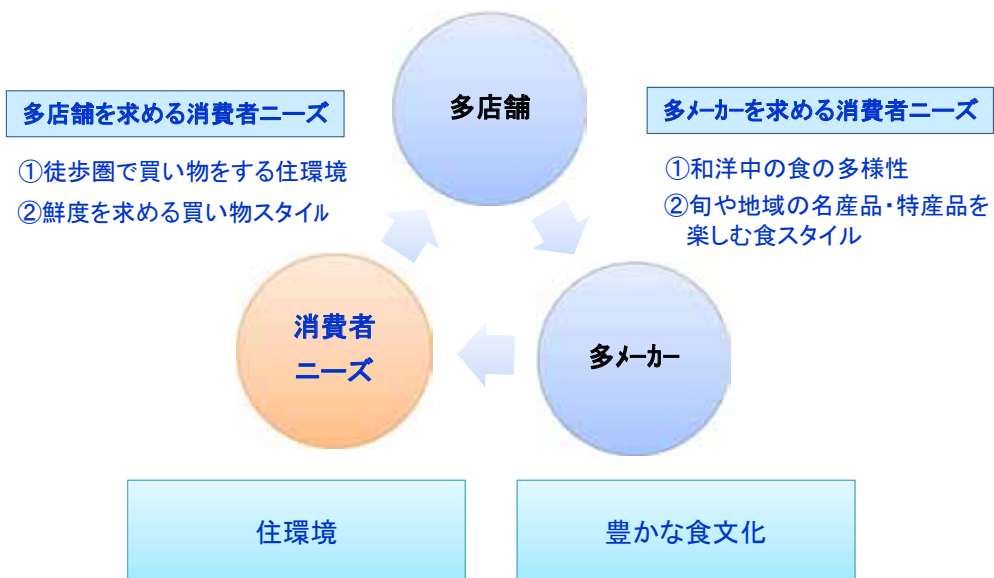 多店舗
多店舗を求める消費者ニーズ
①徒歩圏で買い物をする住環境
②鮮度を求める買い物スタイル
多メーカーを求める消費者ニーズ
①和洋中の食の多様性
②旬や地域の名産品・特産品を
楽しむ食スタイル
消費者
ニーズ
多メーカー
住環境
豊かな食文化